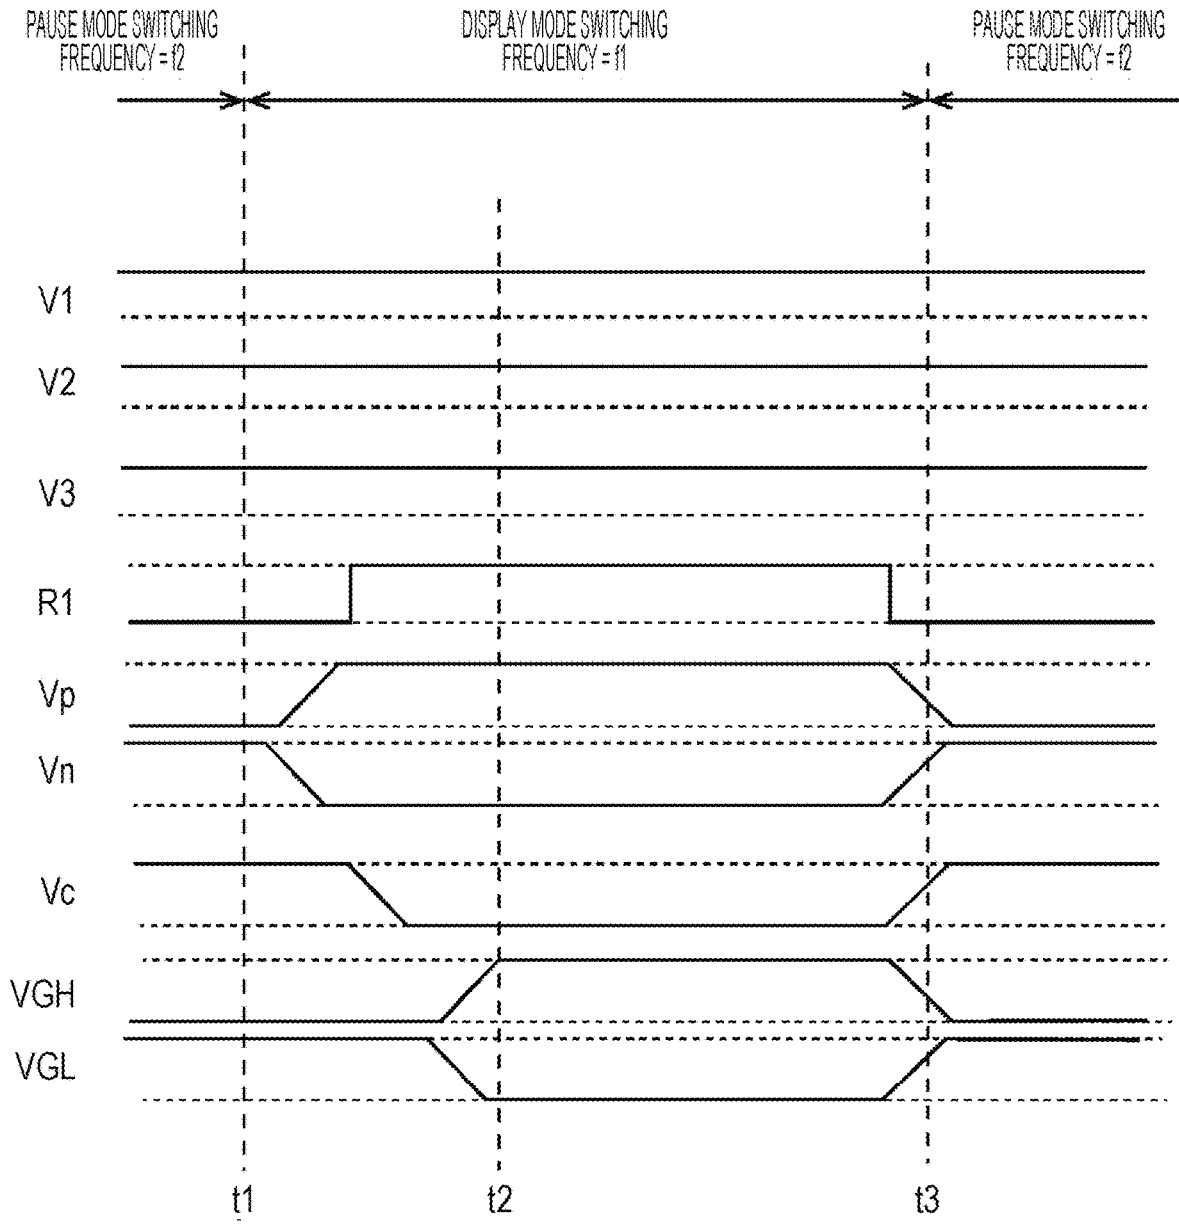 PAUSE MODE SWITCHING
FREQUENCY = f2
DISPLAY MODE SWITCHING
FREQUENCY = f1
PAUSE MODE SWITCHING
FREQUENCY = f2
V1
V2
V3
R1
Vp
Vn
Vc
VGH
VGL
t1
t2
t3